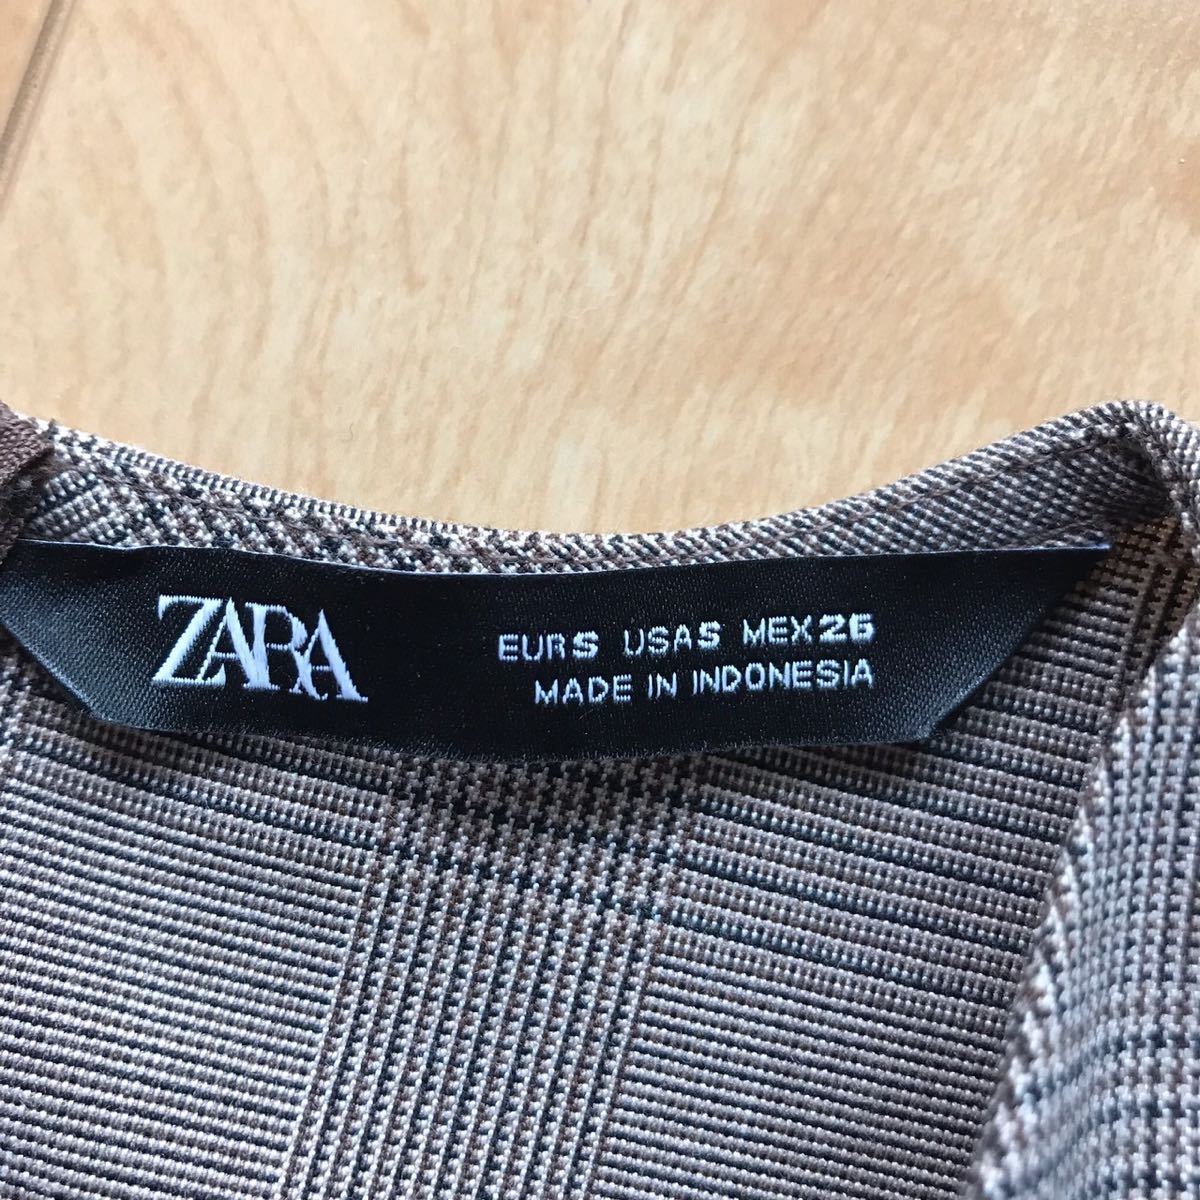 ZARA
EUR S USA S MEX 26
MADE IN INDONESIA